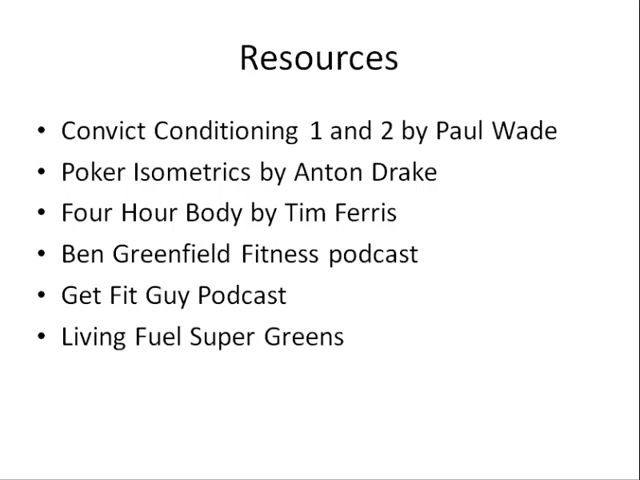 Resources
• Convict Conditioning 1 and 2 by Paul Wade
• Poker Isometrics by Anton Drake
• Four Hour Body by Tim Ferris
• Ben Greenfield Fitness podcast
• Get Fit Guy Podcast
• Living Fuel Super Greens